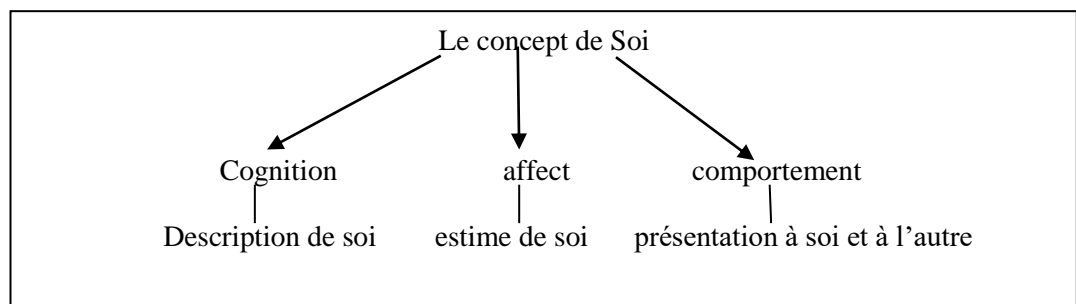 Le concept de Soi
Cognition affect comportement
Description de soi estime de soi présentation à soi et à l’autre